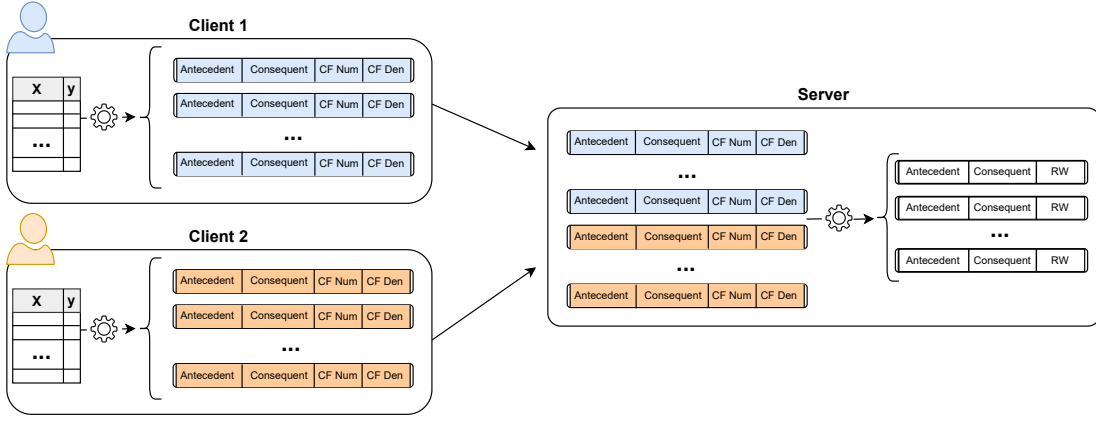 Client 1
X y
...
Antecedent Consequent CF Num CF Den
Antecedent Consequent CF Num CF Den
...
Antecedent Consequent CF Num CF Den
Client 2
X y
...
Antecedent Consequent CF Num CF Den
Antecedent Consequent CF Num CF Den
...
Antecedent Consequent CF Num CF Den
Server
Antecedent Consequent CF Num CF Den
...
Antecedent Consequent CF Num CF Den
Antecedent Consequent CF Num CF Den
...
Antecedent Consequent CF Num CF Den
Antecedent Consequent RW
Antecedent Consequent RW
...
Antecedent Consequent RW